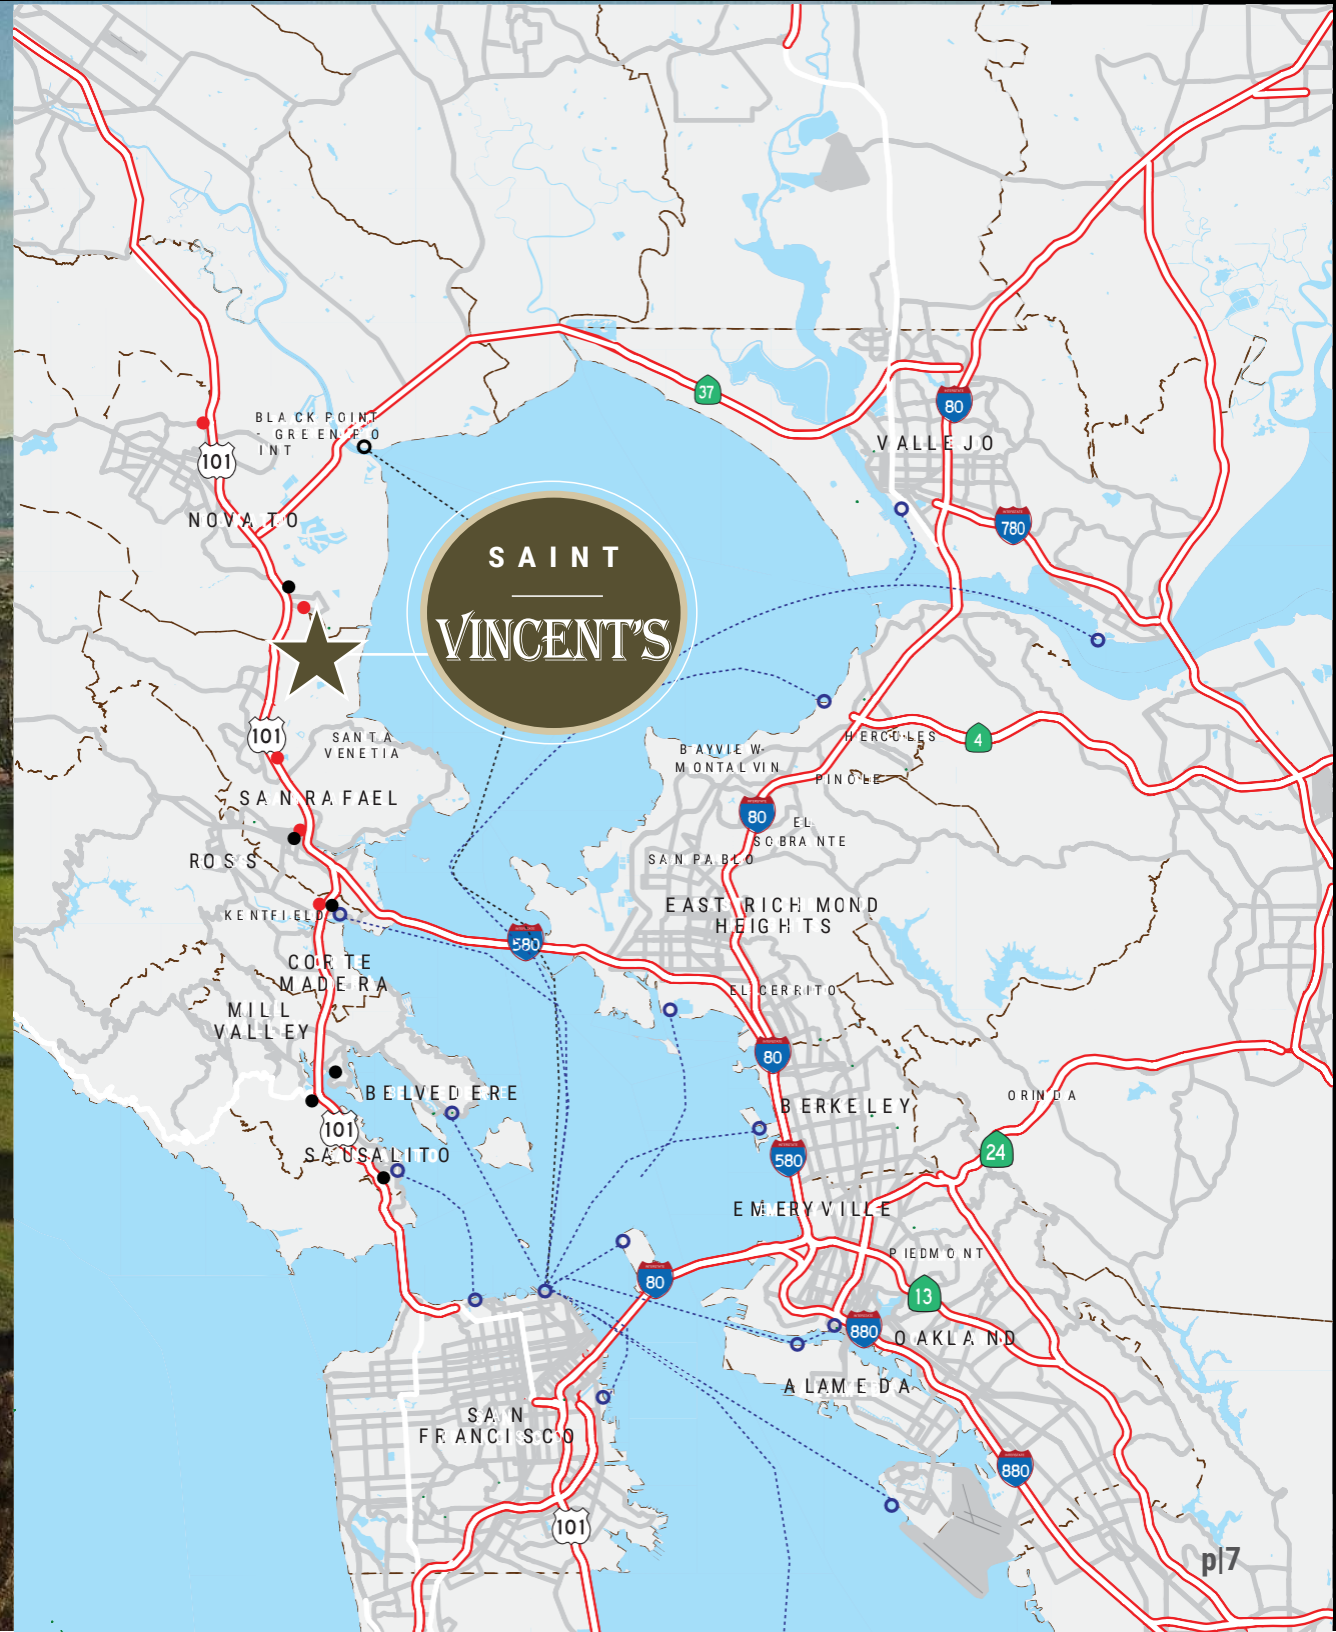 BLACK POINT
- GREEN PO
INT
37
80
VALLEJO
101
NOVATO
780
SAINT
VINCENT'S
101
SANTA
VENETIA
HERCULES
4
BAYVIEW-
MONTALVIN
PINOLE
SAN RAFAEL
80
EL
SOBRANTE
ROSS
SAN PABLO
KENTFIELD
EAST RICHMOND
HEIGHTS
580
CORTE
MADERA
EL CERRITO
MILL
VALLEY
80
BELVEDERE
BERKELEY
ORINDA
101
SAUSALITO
580
24
EMERYVILLE
PIEDMONT
80
13
880
OAKLAND
ALAMEDA
SAN
FRANCISCO
880
101
p|7